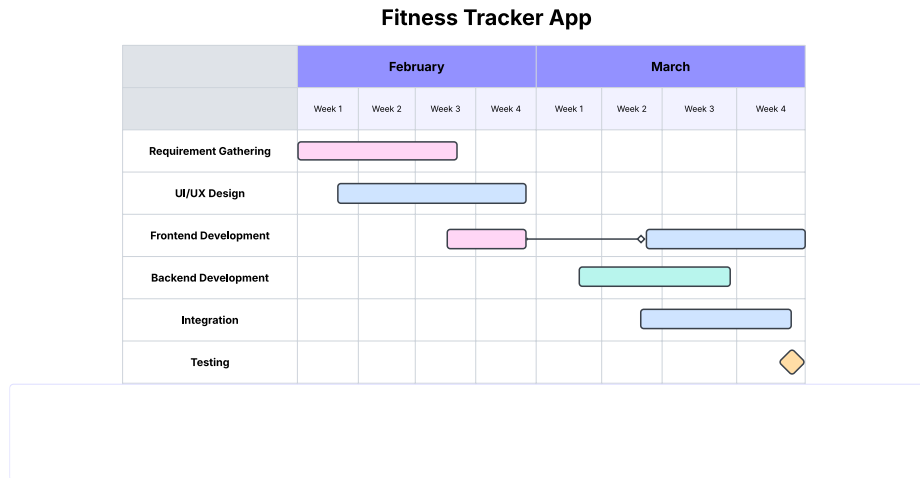 Fitness Tracker App
February
March
Week 1
Week 2
Week 3
Week 4
Week 1
Week 2
Week 3
Week 4
Requirement Gathering
UI/UX Design
Frontend Development
Backend Development
Integration
Testing